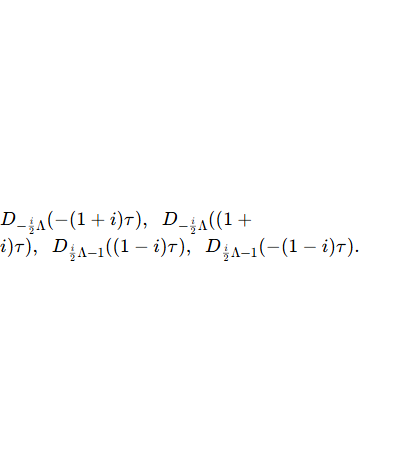 $D_{-\frac{i}{2}\Lambda}(-(1+i)\tau),\ \ D_{-\frac{i}{2}\Lambda}((1+$
$i)\tau),\ \ D_{\frac{i}{2}\Lambda-1}((1-i)\tau),\ \ D_{\frac{i}{2}\Lambda-1}(-(1-i)\tau).$